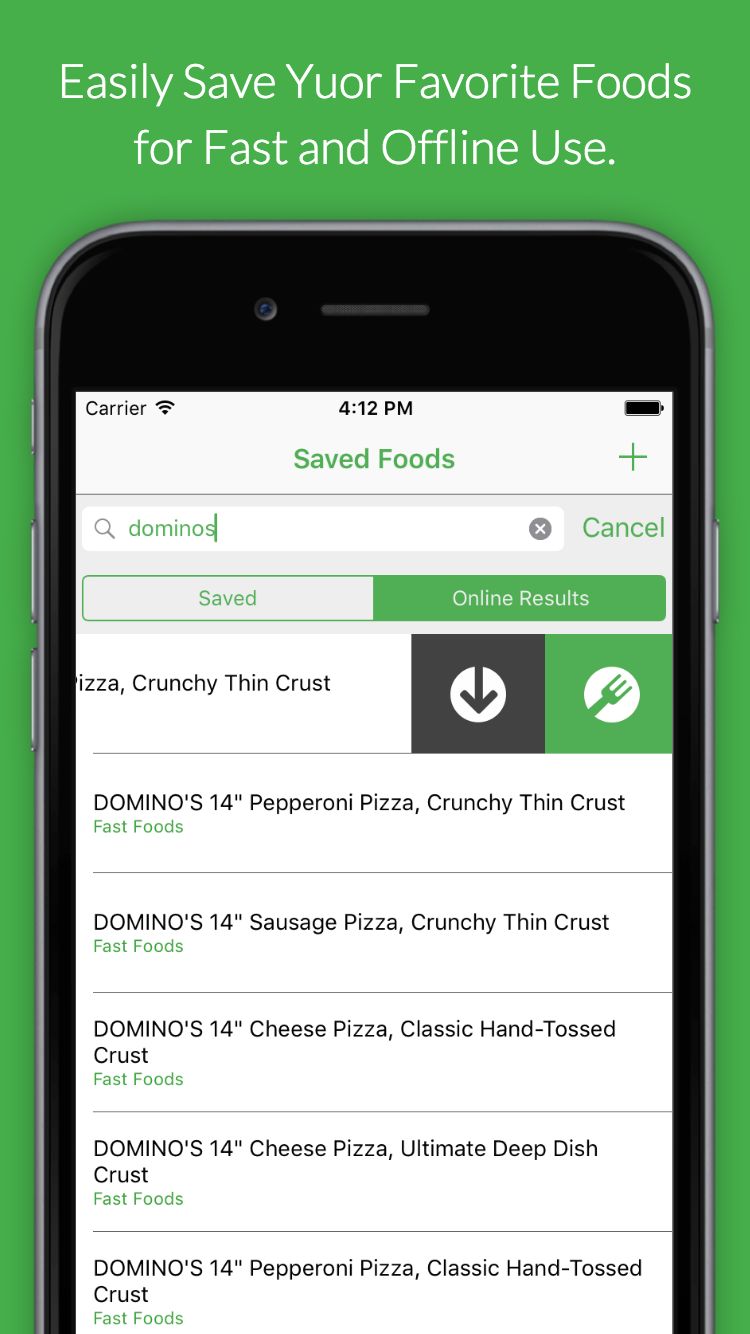 Easily Save Yuor Favorite Foods
for Fast and Offline Use.
Carrier 4:12 PM
Saved Foods
dominos Cancel
Saved Online Results
izza, Crunchy Thin Crust
DOMINO'S 14" Pepperoni Pizza, Crunchy Thin Crust
Fast Foods
DOMINO'S 14" Sausage Pizza, Crunchy Thin Crust
Fast Foods
DOMINO'S 14" Cheese Pizza, Classic Hand-Tossed
Crust
Fast Foods
DOMINO'S 14" Cheese Pizza, Ultimate Deep Dish
Crust
Fast Foods
DOMINO'S 14" Pepperoni Pizza, Classic Hand-Tossed
Crust
Fast Foods